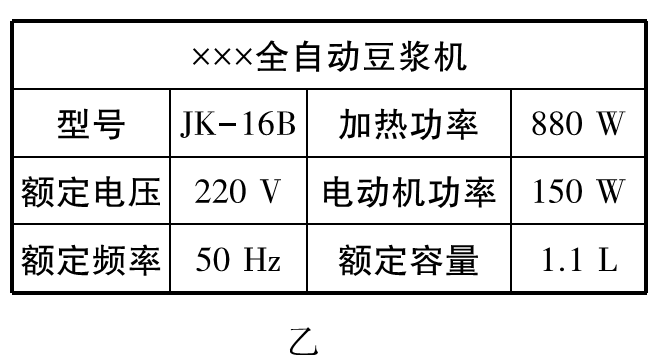 ×××全自动豆浆机
型号 JK-16B 加热功率 880 W
额定电压 220 V 电动机功率 150 W
额定频率 50 Hz 额定容量 1.1 L
乙